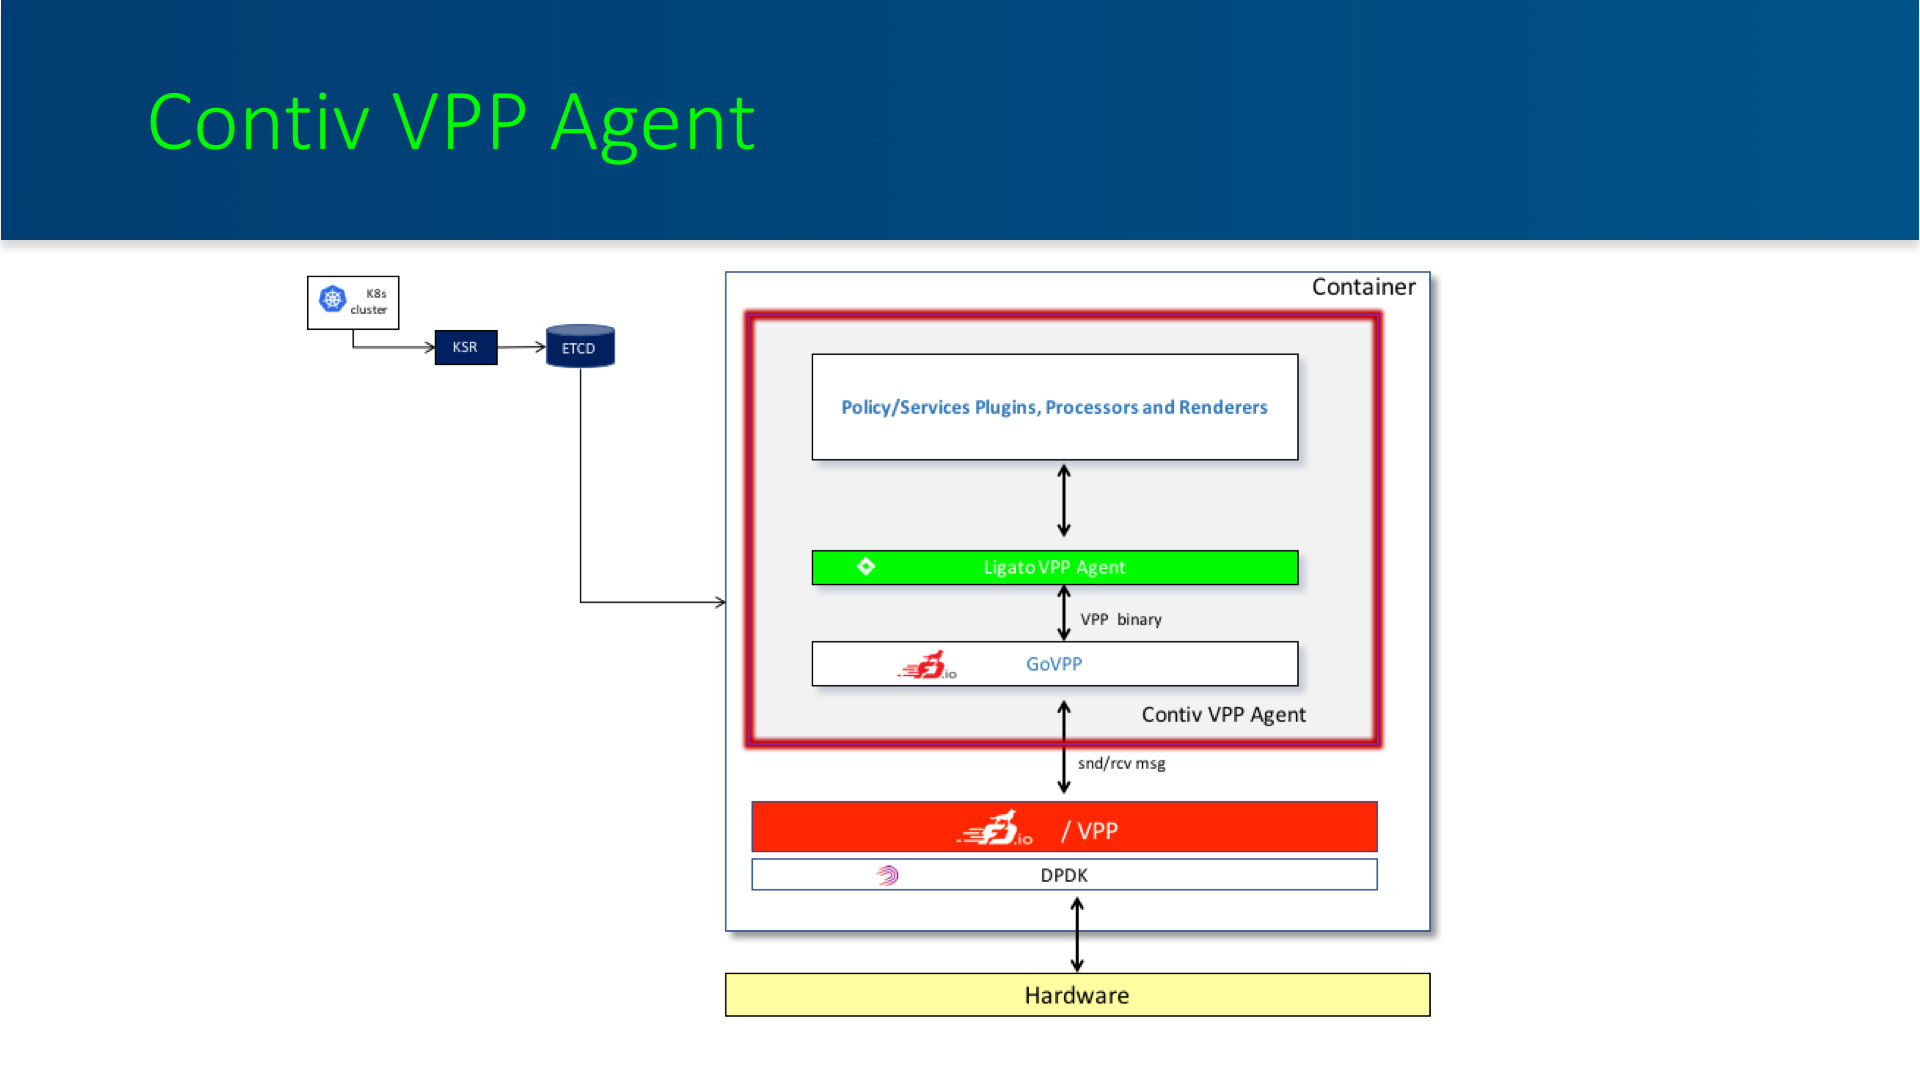 Contiv VPP Agent
K8s
cluster
KSR
ETCD
Container
Policy/Services Plugins, Processors and Renderers
Ligato VPP Agent
VPP binary
.io
GoVPP
Contiv VPP Agent
snd/rcv msg
.io / VPP
DPDK
Hardware